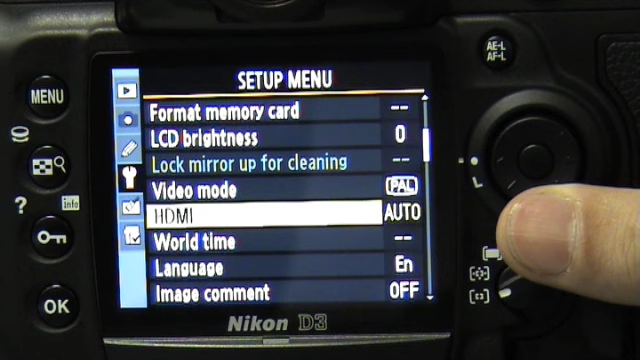 AE-L
AF-L
MENU
SETUP MENU
Format memory card --
LCD brightness 0
Lock mirror up for cleaning --
Video mode PAL
HDMI AUTO
World time --
Language En
Image comment OFF
? info
L
OK
Nikon D3